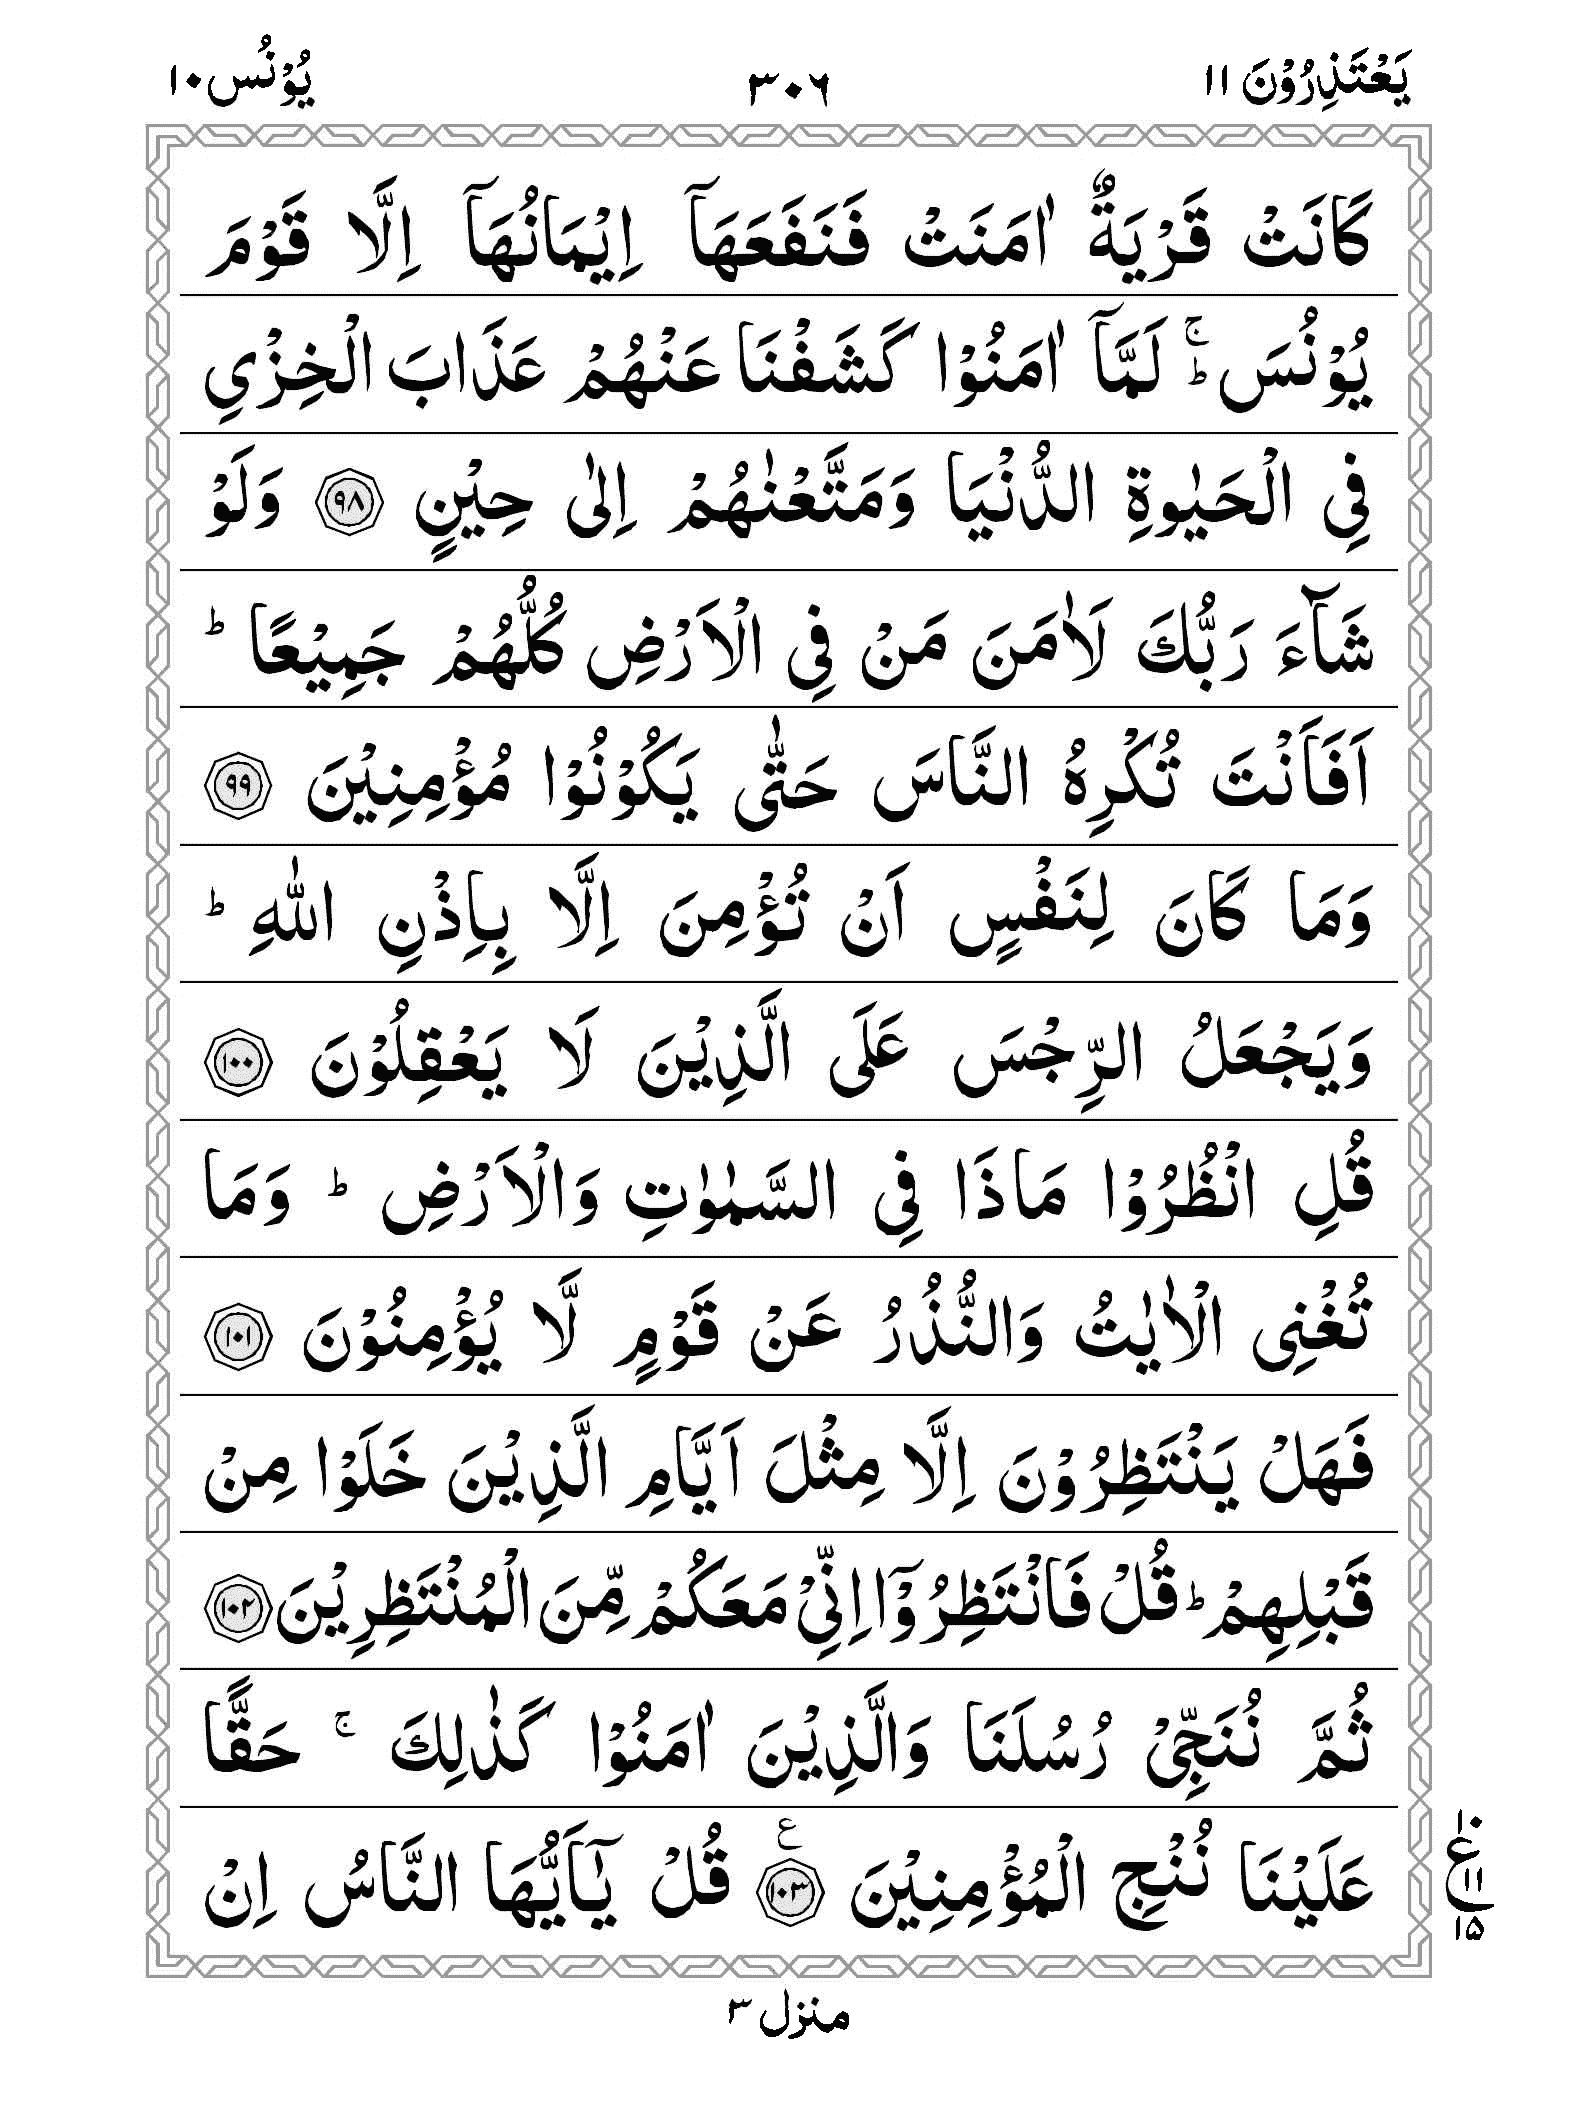 يَعْتَذِرُوْنَ ۱۱
۳۰۶
يُوْنُس ۱۰
كَانَتْ قَرْيَةٌ اٰمَنَتْ فَنَفَعَهَاۤ اِيْمَانُهَاۤ اِلَّا قَوْمَ
يُوْنُسَ ؕۚ لَمَّاۤ اٰمَنُوْا كَشَفْنَا عَنْهُمْ عَذَابَ الْخِزْيِ
فِي الْحَيٰوةِ الدُّنْيَا وَمَتَّعْنٰهُمْ اِلٰى حِيْنٍ ﴿۹۸﴾ وَلَوْ
شَآءَ رَبُّكَ لَاٰمَنَ مَنْ فِي الْاَرْضِ كُلُّهُمْ جَمِيْعًا ؕ
اَفَاَنْتَ تُكْرِهُ النَّاسَ حَتّٰى يَكُوْنُوْا مُؤْمِنِيْنَ ﴿۹۹﴾
وَمَا كَانَ لِنَفْسٍ اَنْ تُؤْمِنَ اِلَّا بِاِذْنِ اللّٰهِ ؕ
وَيَجْعَلُ الرِّجْسَ عَلَى الَّذِيْنَ لَا يَعْقِلُوْنَ ﴿۱۰۰﴾
قُلِ انْظُرُوْا مَاذَا فِي السَّمٰوٰتِ وَالْاَرْضِ ؕ وَمَا
تُغْنِى الْاٰيٰتُ وَالنُّذُرُ عَنْ قَوْمٍ لَّا يُؤْمِنُوْنَ ﴿۱۰۱﴾
فَهَلْ يَنْتَظِرُوْنَ اِلَّا مِثْلَ اَيَّامِ الَّذِيْنَ خَلَوْا مِنْ
قَبْلِهِمْ ؕ قُلْ فَانْتَظِرُوْۤا اِنِّيْ مَعَكُمْ مِّنَ الْمُنْتَظِرِيْنَ ﴿۱۰۲﴾
ثُمَّ نُنَجِّيْ رُسُلَنَا وَالَّذِيْنَ اٰمَنُوْا كَذٰلِكَ ۚ حَقًّا
عَلَيْنَا نُنْجِ الْمُؤْمِنِيْنَ ﴿۱۰۳﴾ ع قُلْ يٰۤاَيُّهَا النَّاسُ اِنْ
۱۰
ع
۱۱
۱۵
منزل ۳